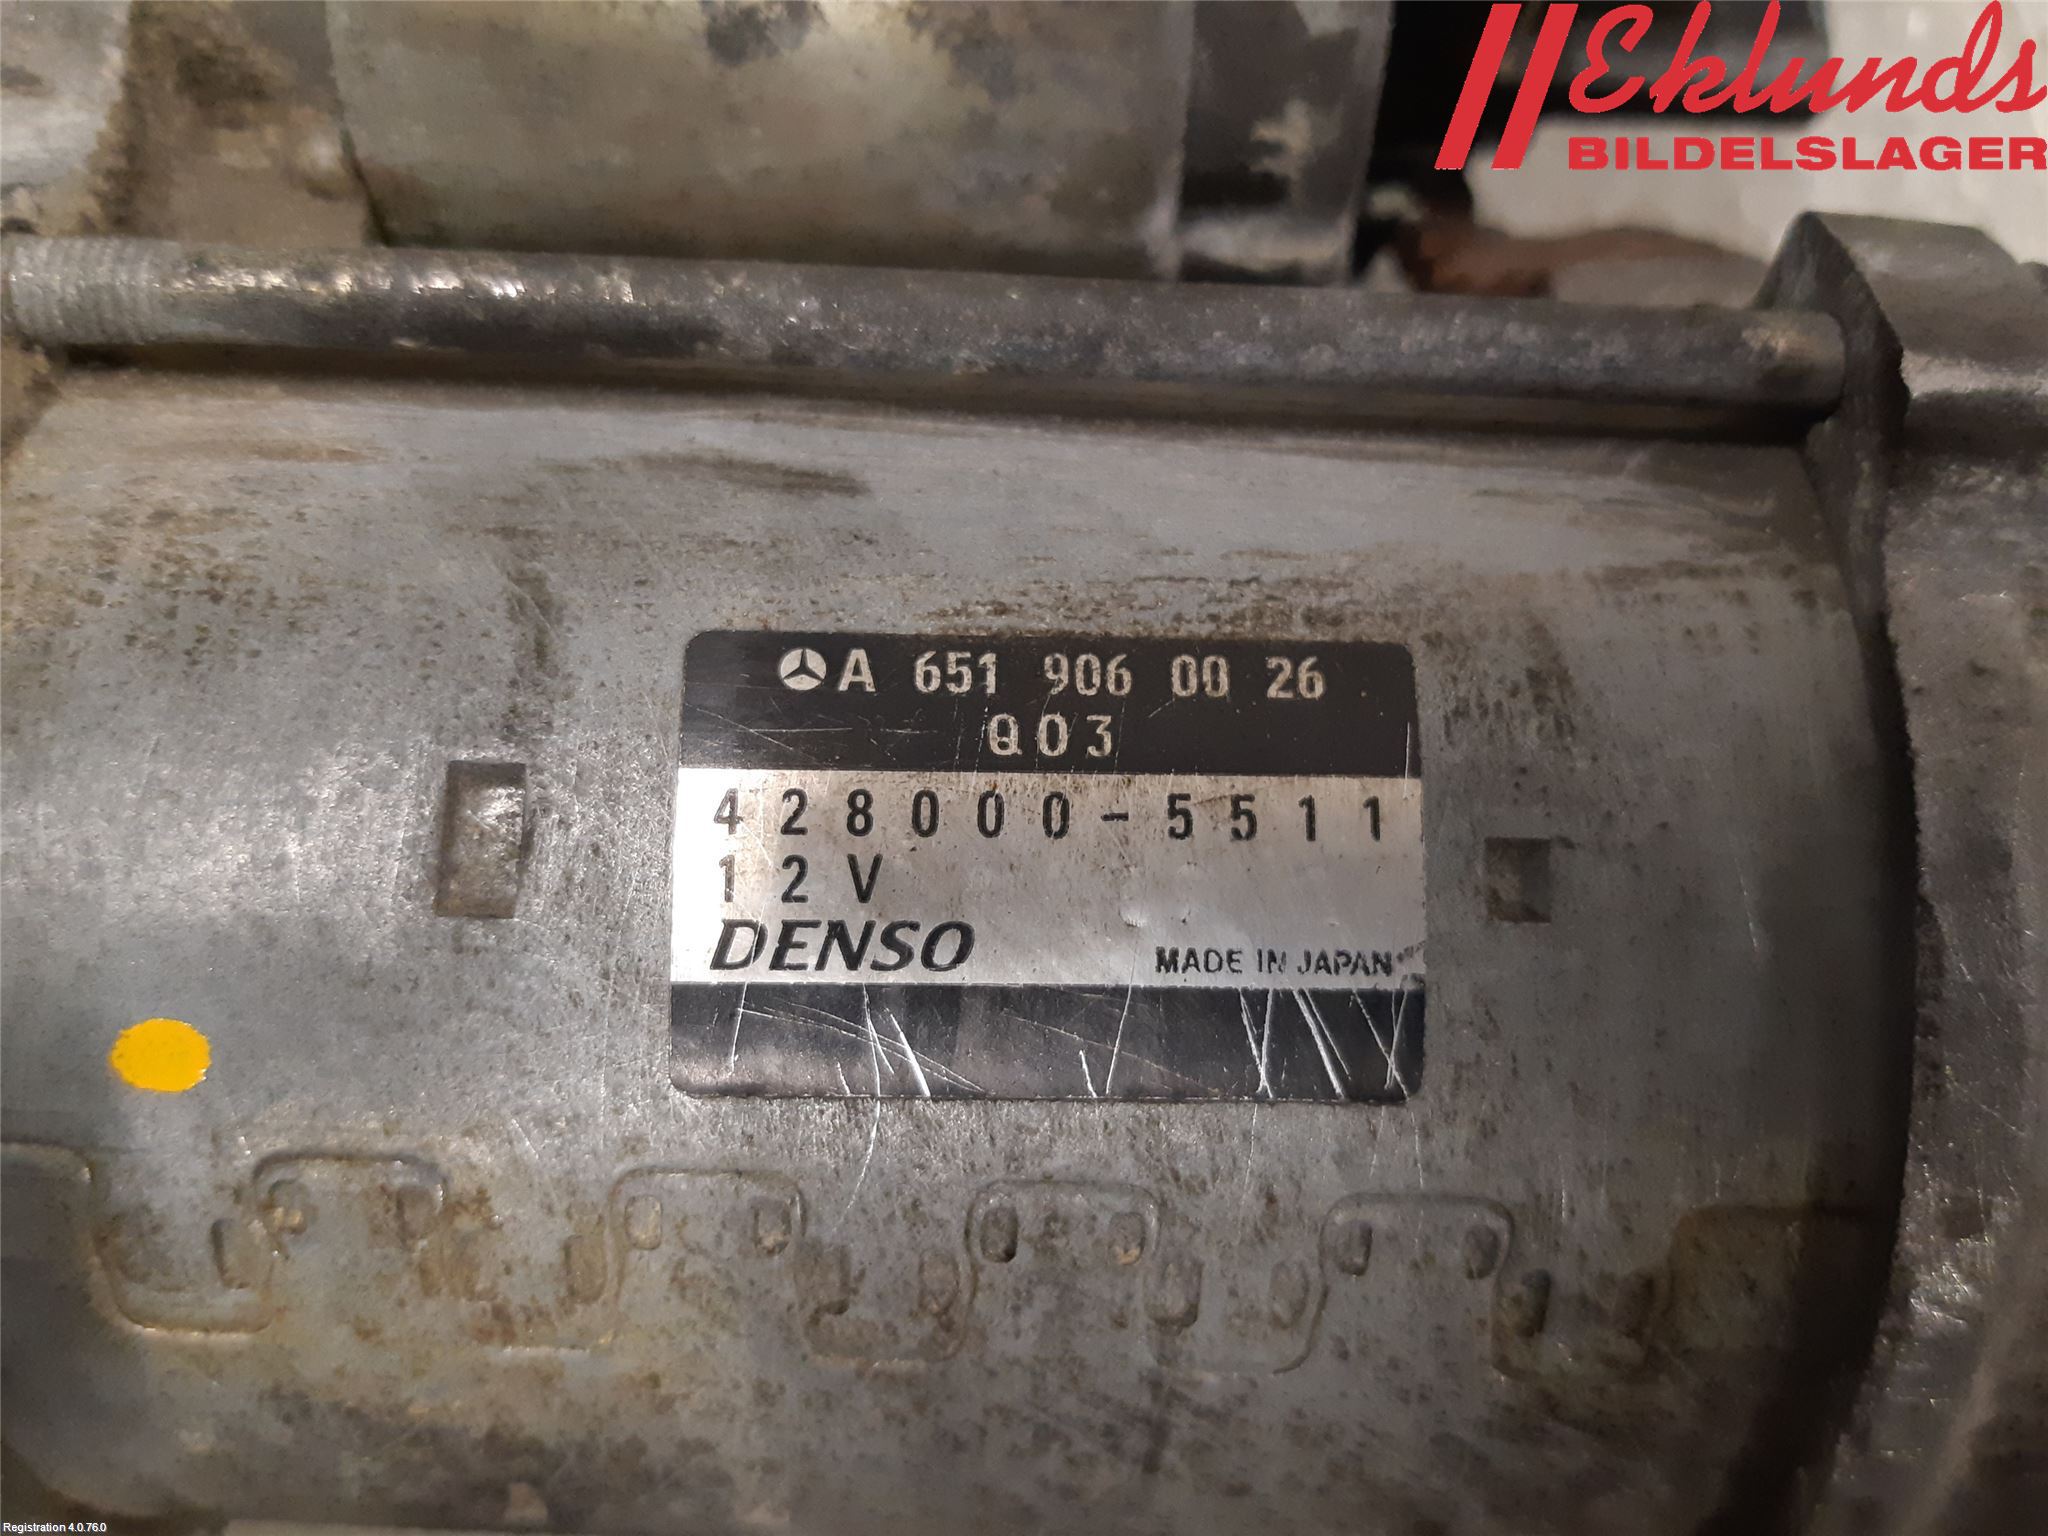 Eklunds
BILDELSLAGER
A 651 906 00 26
Q03
428000-5511
12V
DENSO
MADE IN JAPAN
Registration 4.0.76.0